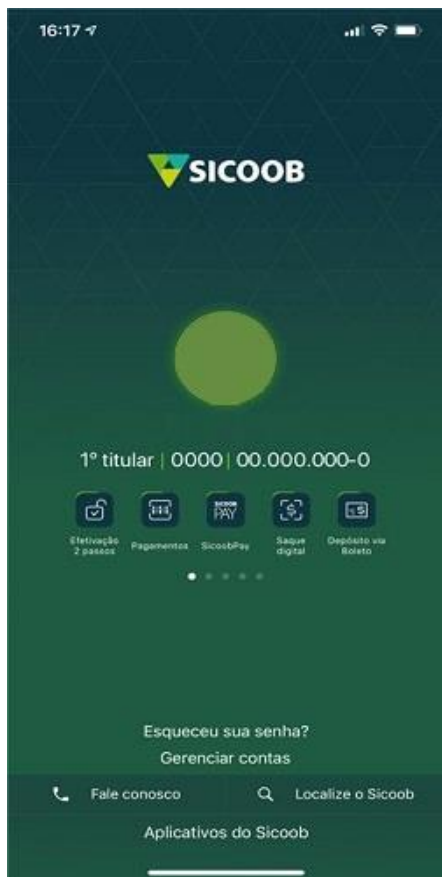 16:17
SICOOB
1º titular | 0000 | 00.000.000-0
Efetivação
2 passos
Pagamentos
SICOOB
PAY
SicoobPay
Saque
digital
Depósito via
Boleto
Esqueceu sua senha?
Gerenciar contas
Fale conosco
Localize o Sicoob
Aplicativos do Sicoob